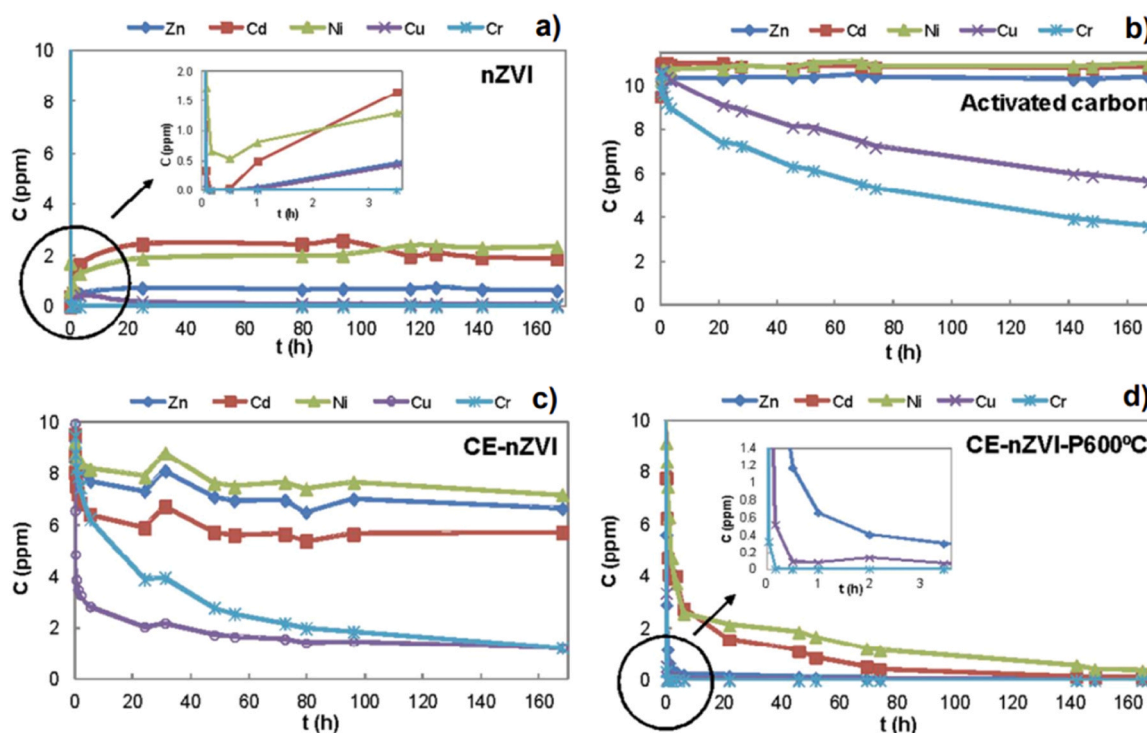 Zn Cd Ni Cu Cr a)
nZVI
C (ppm)
10
8
6
4
2
0
0 20 40 60 80 100 120 140 160
t (h)
C (ppm)
2.0
1.5
1.0
0.5
0.0
0 1 2 3
t (h)
b)
Zn Cd Ni Cu Cr
Activated carbon
C (ppm)
10
8
6
4
2
0
0 20 40 60 80 100 120 140 160
t (h)
Zn Cd Ni Cu Cr c)
CE-nZVI
C (ppm)
10
8
6
4
2
0
0 20 40 60 80 100 120 140 160
t (h)
Zn Cd Ni Cu Cr d)
CE-nZVI-P600ºC
C (ppm)
10
8
6
4
2
0
0 20 40 60 80 100 120 140 160
t (h)
C (ppm)
1.4
1.2
1
0.8
0.6
0.4
0.2
0
0 1 2 3
t (h)